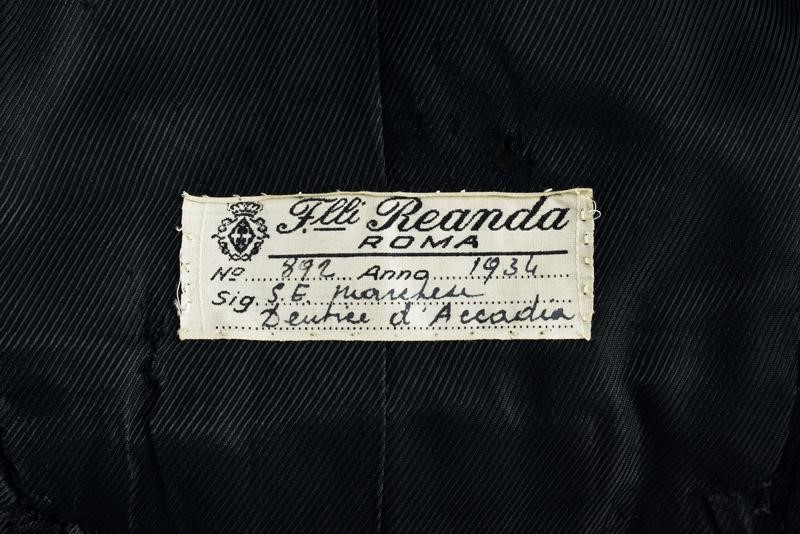 F.lli Reanda
ROMA
No 892 Anno 1934
Sig. S.E. Marchese
Dentice d'Accadia